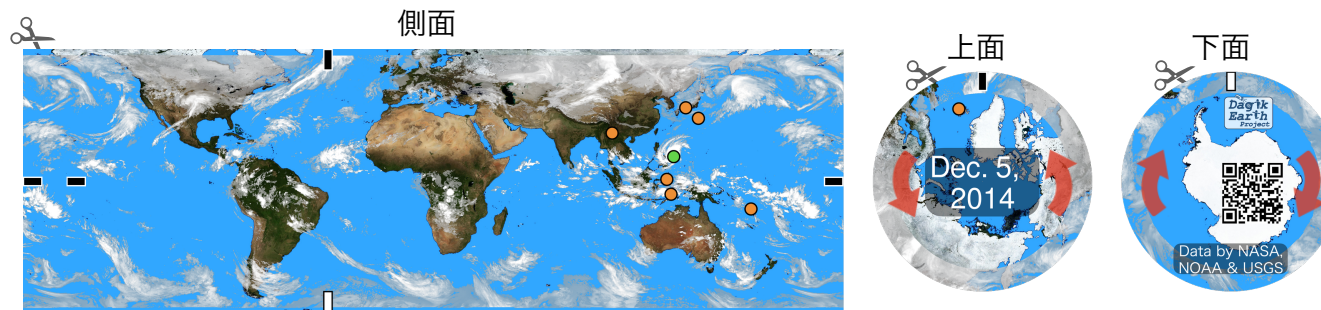 側面
上面
下面
Dec. 5,
2014
Dagik
Earth
Project
Data by NASA,
NOAA & USGS